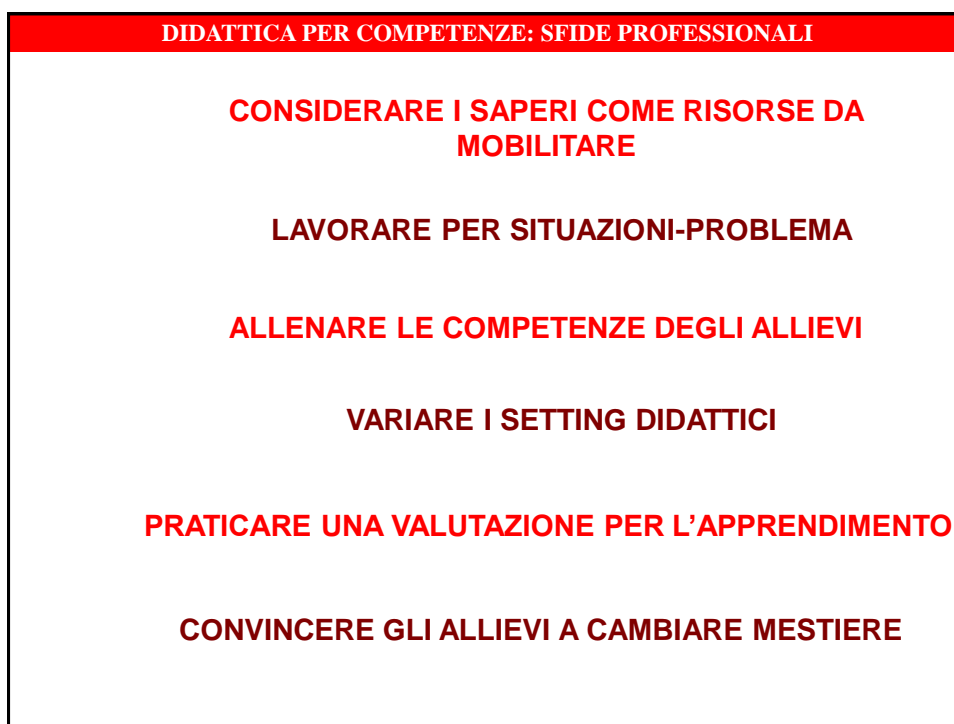 DIDATTICA PER COMPETENZE: SFIDE PROFESSIONALI
CONSIDERARE I SAPERI COME RISORSE DA
MOBILITARE
LAVORARE PER SITUAZIONI-PROBLEMA
ALLENARE LE COMPETENZE DEGLI ALLIEVI
VARIARE I SETTING DIDATTICI
PRATICARE UNA VALUTAZIONE PER L’APPRENDIMENTO
CONVINCERE GLI ALLIEVI A CAMBIARE MESTIERE